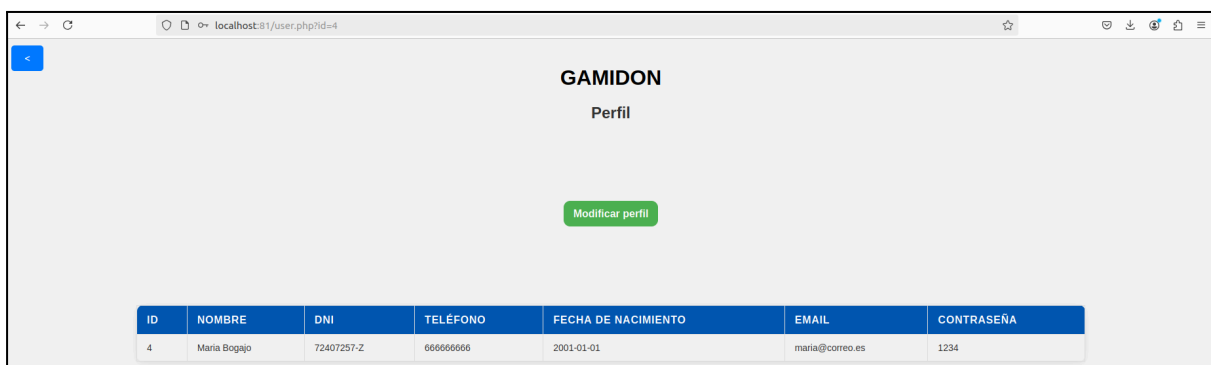 localhost:81/user.php?id=4
<
GAMIDON
Perfil
Modificar perfil
ID NOMBRE DNI TELÉFONO FECHA DE NACIMIENTO EMAIL CONTRASEÑA
4 Maria Bogajo 72407257-Z 666666666 2001-01-01 maria@correo.es 1234